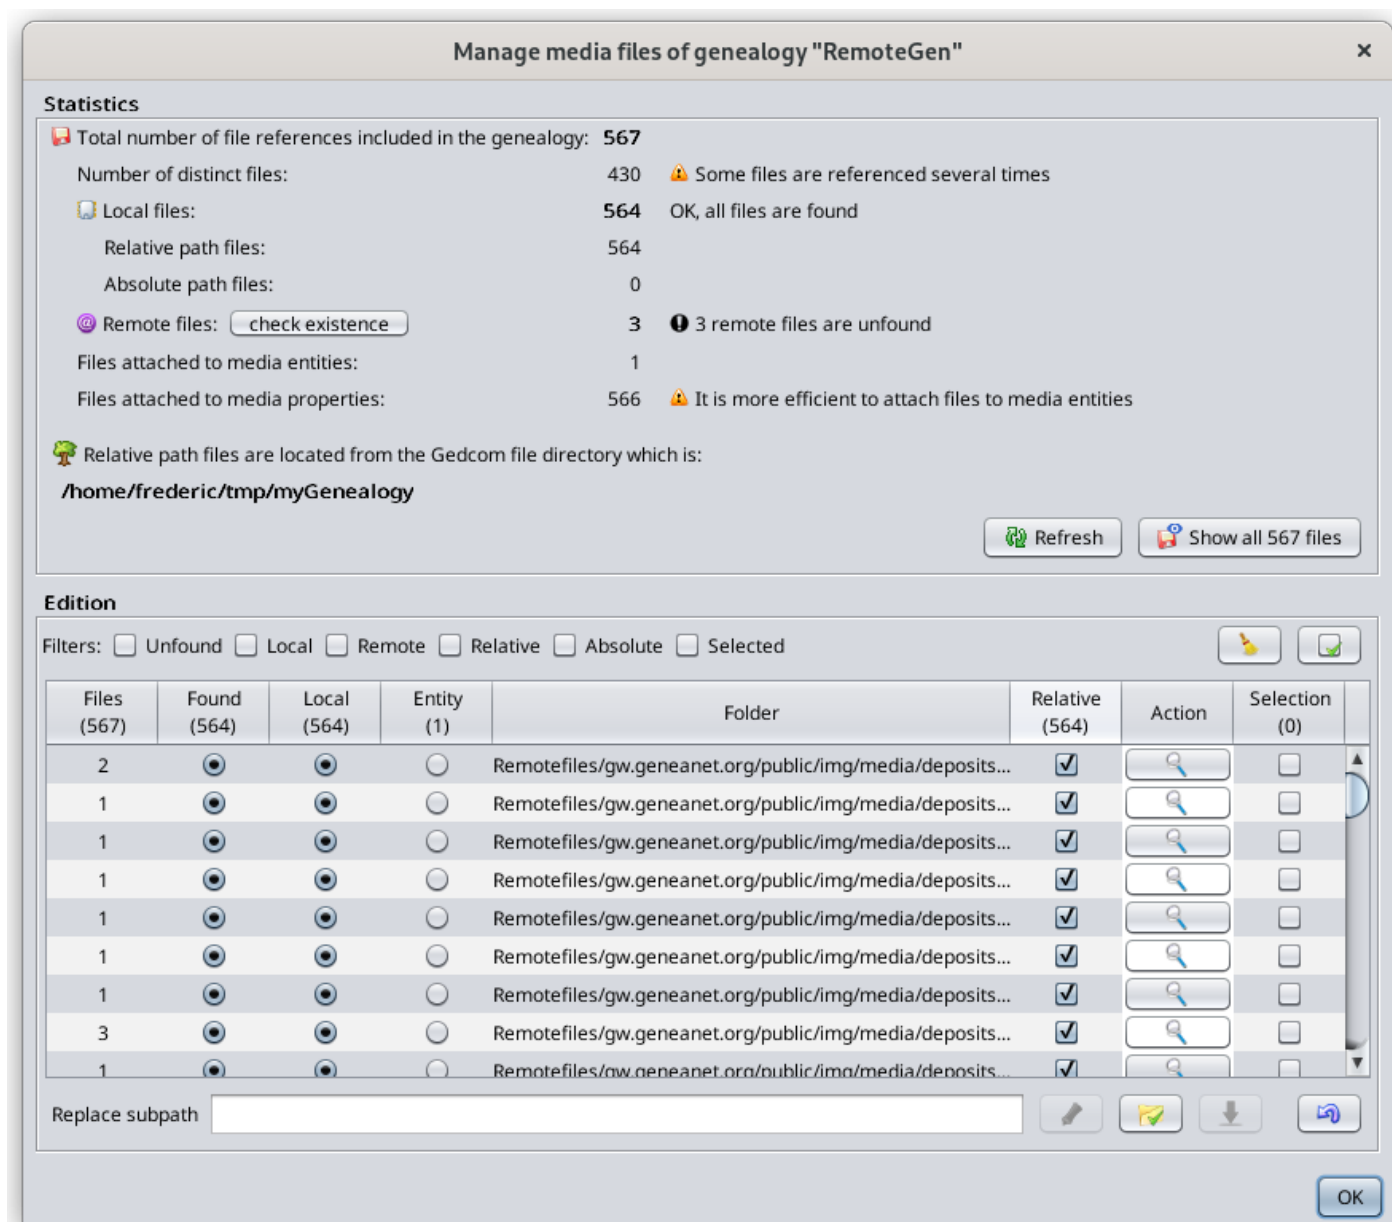 Manage media files of genealogy "RemoteGen"
Statistics
Total number of file references included in the genealogy: 567
Number of distinct files: 430 Some files are referenced several times
Local files: 564 OK, all files are found
Relative path files: 564
Absolute path files: 0
Remote files: check existence 3 3 remote files are unfound
Files attached to media entities: 1
Files attached to media properties: 566 It is more efficient to attach files to media entities
Relative path files are located from the Gedcom file directory which is:
/home/frederic/tmp/myGenealogy
Refresh Show all 567 files
Edition
Filters: Unfound Local Remote Relative Absolute Selected
Files (567) Found (564) Local (564) Entity (1) Folder Relative (564) Action Selection (0)
2 Remotefiles/gw.geneanet.org/public/img/media/deposits...
1 Remotefiles/gw.geneanet.org/public/img/media/deposits...
1 Remotefiles/gw.geneanet.org/public/img/media/deposits...
1 Remotefiles/gw.geneanet.org/public/img/media/deposits...
1 Remotefiles/gw.geneanet.org/public/img/media/deposits...
1 Remotefiles/gw.geneanet.org/public/img/media/deposits...
1 Remotefiles/gw.geneanet.org/public/img/media/deposits...
3 Remotefiles/gw.geneanet.org/public/img/media/deposits...
1 Remotefiles/gw.geneanet.org/public/img/media/deposits...
Replace subpath
OK